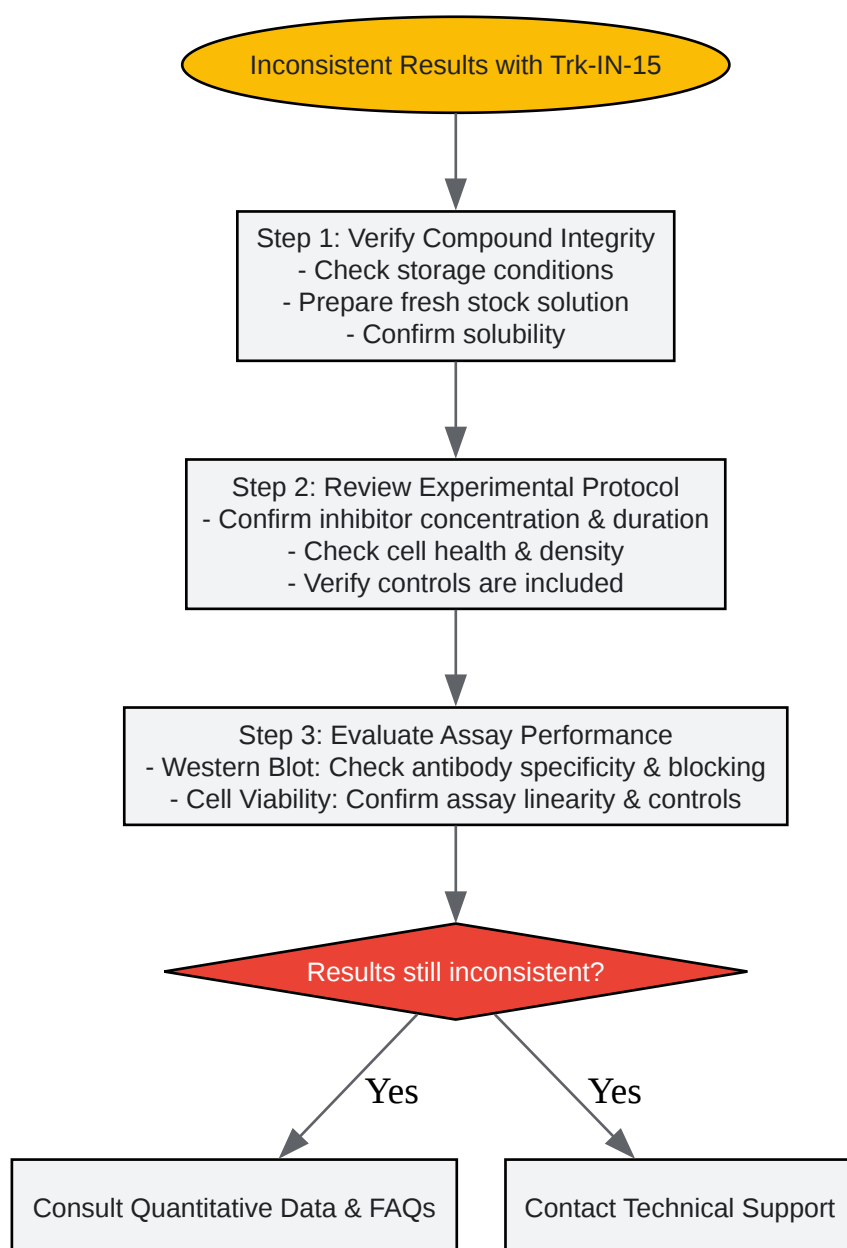 Inconsistent Results with Trk-IN-15
Step 1: Verify Compound Integrity
- Check storage conditions
- Prepare fresh stock solution
- Confirm solubility
Step 2: Review Experimental Protocol
- Confirm inhibitor concentration & duration
- Check cell health & density
- Verify controls are included
Step 3: Evaluate Assay Performance
- Western Blot: Check antibody specificity & blocking
- Cell Viability: Confirm assay linearity & controls
Results still inconsistent?
Yes
Yes
Consult Quantitative Data & FAQs
Contact Technical Support